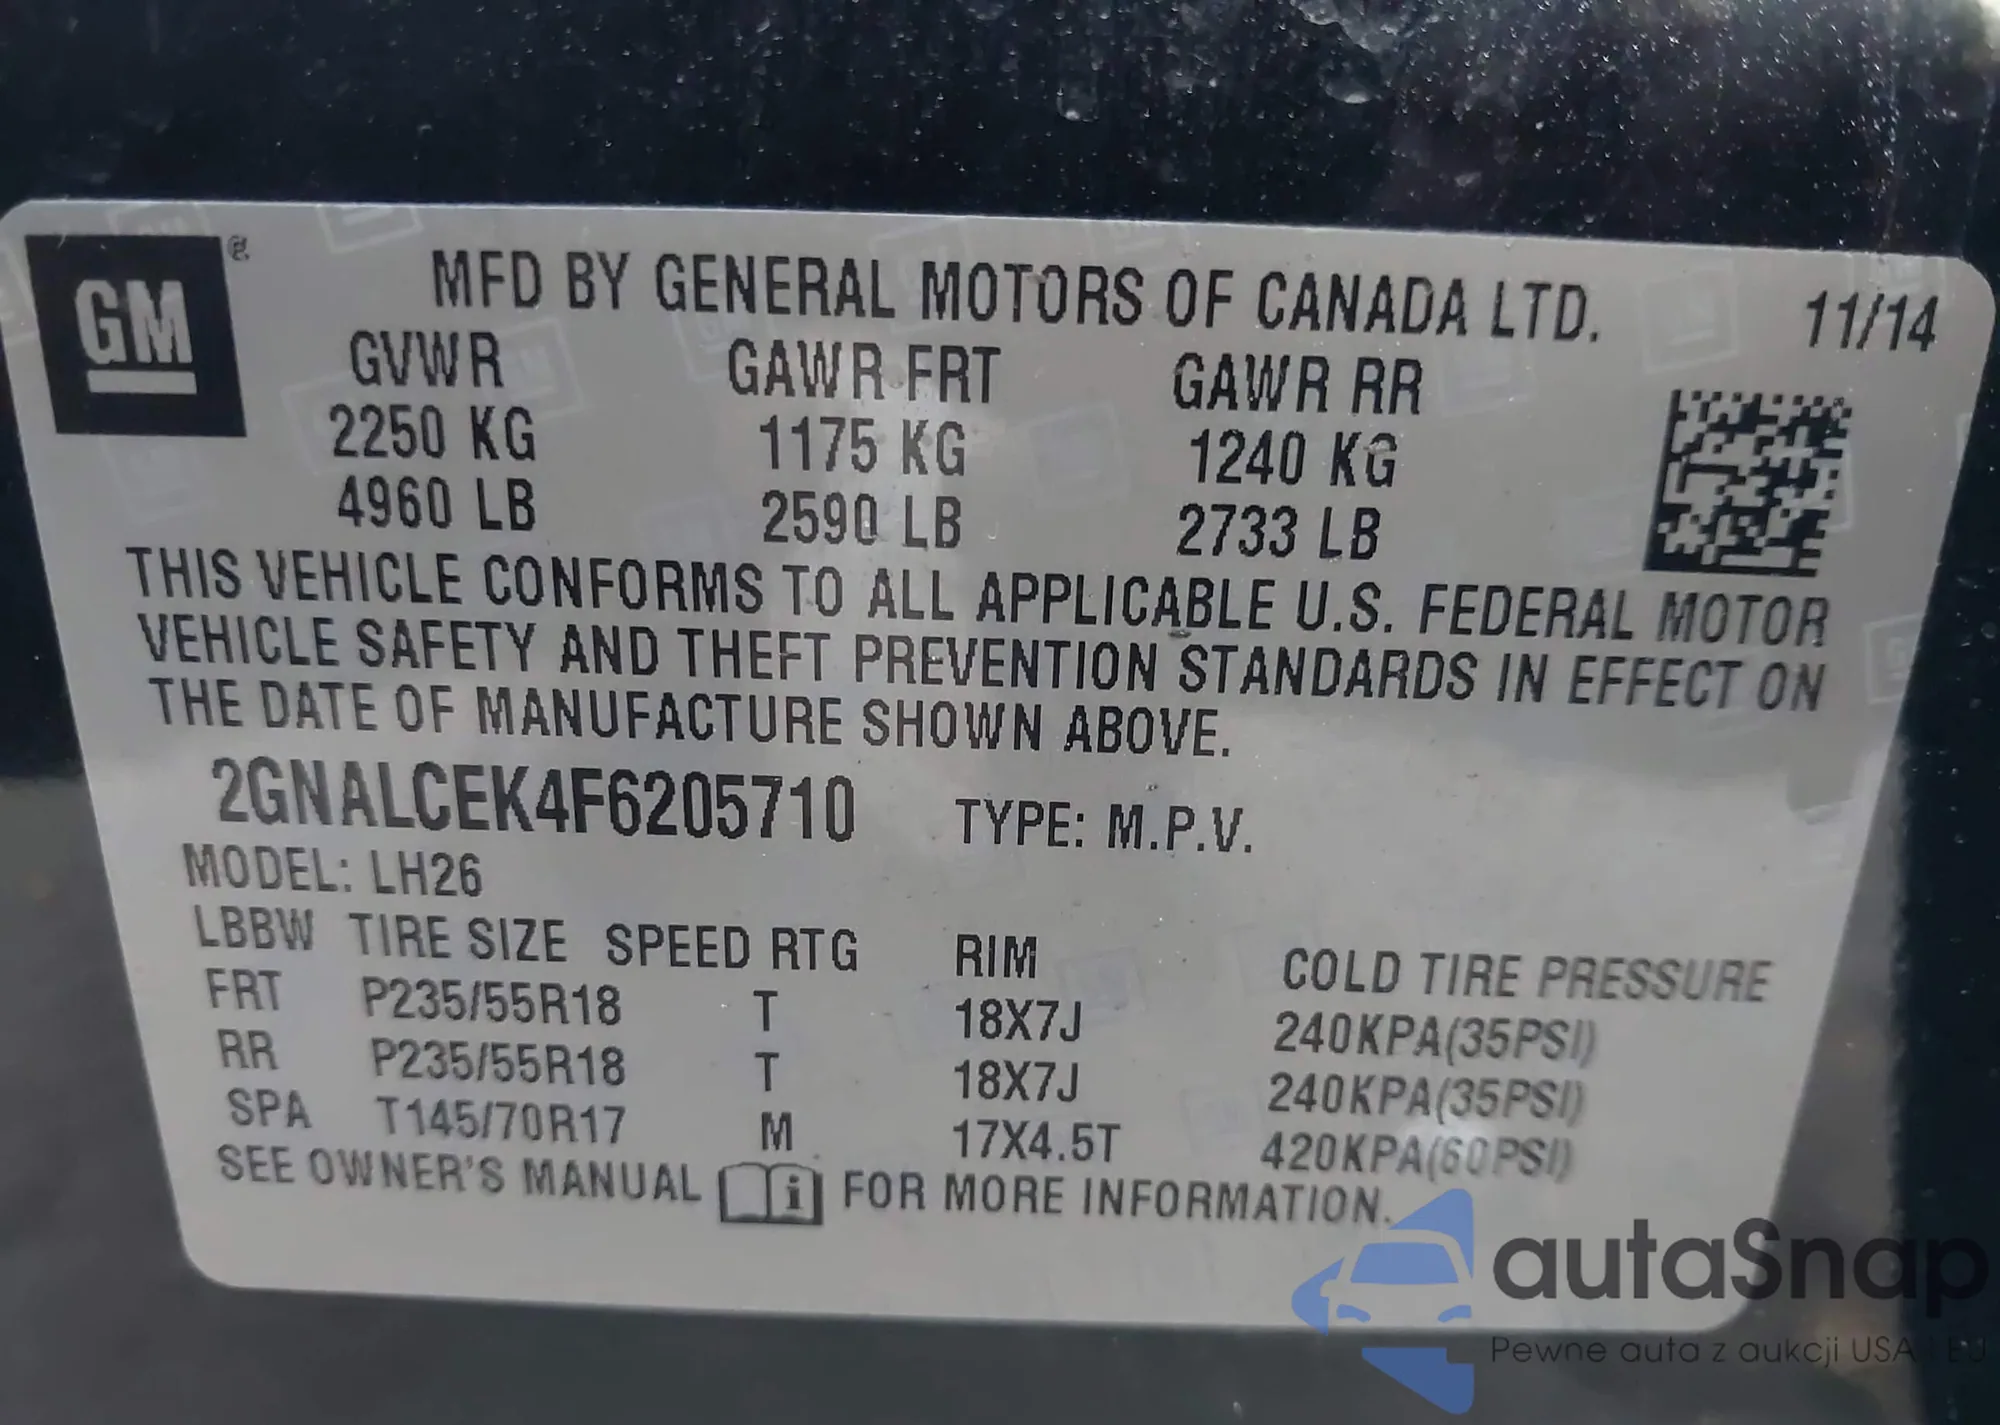 GM ®
MFD BY GENERAL MOTORS OF CANADA LTD. 11/14
GVWR GAWR FRT GAWR RR
2250 KG 1175 KG 1240 KG
4960 LB 2590 LB 2733 LB
THIS VEHICLE CONFORMS TO ALL APPLICABLE U.S. FEDERAL MOTOR
VEHICLE SAFETY AND THEFT PREVENTION STANDARDS IN EFFECT ON
THE DATE OF MANUFACTURE SHOWN ABOVE.
2GNALCEK4F6205710 TYPE: M.P.V.
MODEL: LH26
LBBW TIRE SIZE SPEED RTG RIM COLD TIRE PRESSURE
FRT P235/55R18 T 18X7J 240KPA(35PSI)
RR P235/55R18 T 18X7J 240KPA(35PSI)
SPA T145/70R17 M 17X4.5T 420KPA(60PSI)
SEE OWNER'S MANUAL i FOR MORE INFORMATION.
autaSnap
Pewne auta z aukcji USA i EU